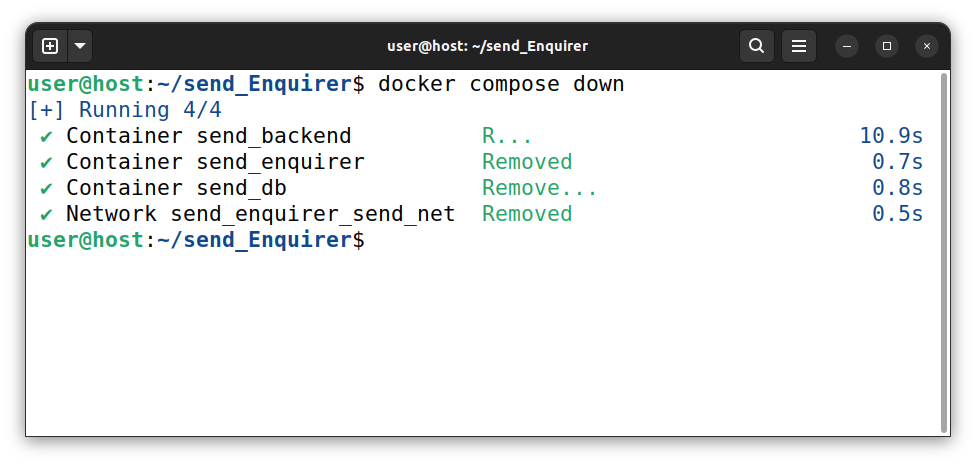 user@host: ~/send_Enquirer
user@host:~/send_Enquirer$ docker compose down
[+] Running 4/4
✔ Container send_backend R... 10.9s
✔ Container send_enquirer Removed 0.7s
✔ Container send_db Remove... 0.8s
✔ Network send_enquirer_send_net Removed 0.5s
user@host:~/send_Enquirer$